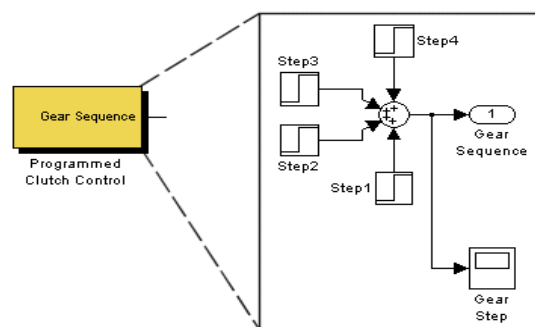 Gear Sequence
Programmed
Clutch Control
Step4
Step3
Step2
Step1
1
Gear
Sequence
Gear
Step